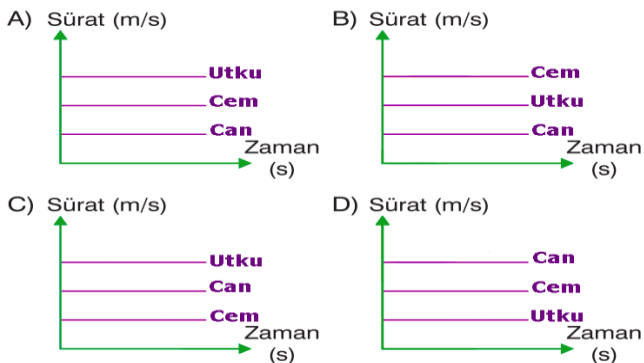 A) Sürat (m/s)
Utku
Cem
Can
Zaman
(s)
B) Sürat (m/s)
Cem
Utku
Can
Zaman
(s)
C) Sürat (m/s)
Utku
Can
Cem
Zaman
(s)
D) Sürat (m/s)
Can
Cem
Utku
Zaman
(s)